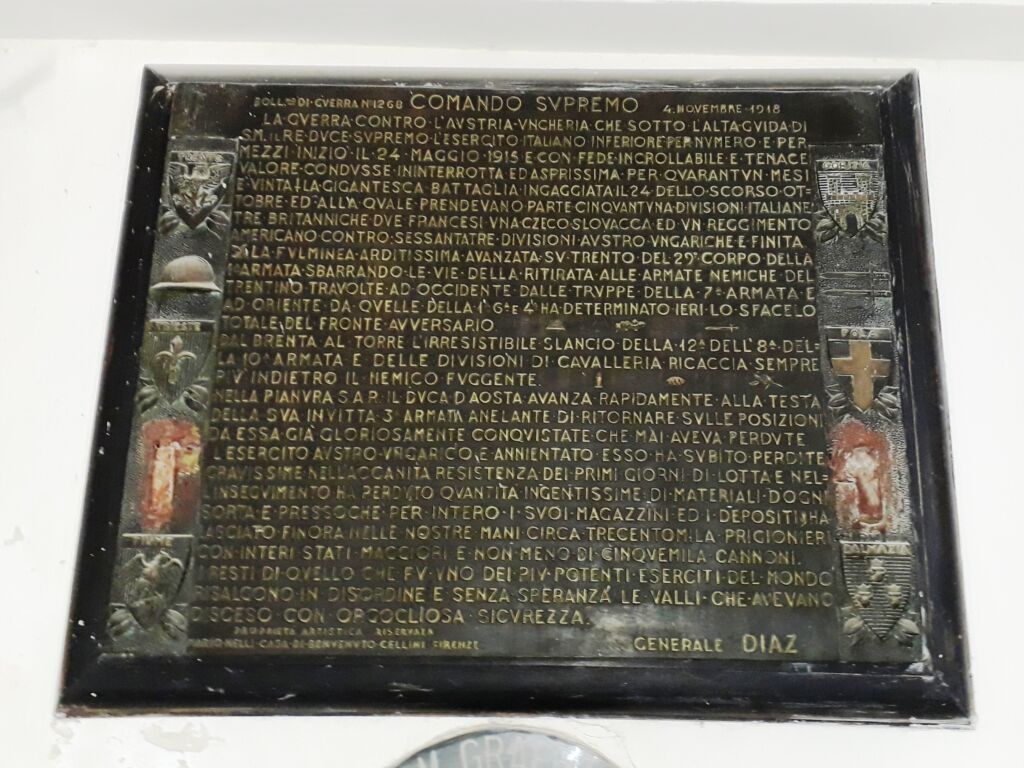 BOLL.NO DI GVERRA N°1268 COMANDO SVPREMO 4.NOVEMBRE·1918
LA·GVERRA·CONTRO·L'AVSTRIA·VNGHERIA·CHE·SOTTO·L'ALTA·GVIDA·DI
S.M. IL RE·DVCE·SVPREMO·L'ESERCITO·ITALIANO·INFERIORE·PER·NVMERO·E·PER
MEZZI·INIZIO'·IL·24·MAGGIO·1915·E·CON·FEDE·INCROLLABILE·E·TENACE
VALORE·CONDVSSE·ININTERROTTA·ED·ASPRISSIMA·PER·QVARANTVN·MESI
E·VINTA·LA·GIGANTESCA·BATTAGLIA·INGAGGIATA·IL·24·DELLO·SCORSO·OT=
TOBRE·ED·ALLA·QVALE·PRENDEVANO·PARTE·CINQVANTVNA·DIVISIONI·ITALIANE
TRE·BRITANNICHE·DVE·FRANCESI·VNA·CZECO·SLOVACCA·ED·VN·REGGIMENTO
AMERICANO·CONTRO·SESSANTATRE·DIVISIONI·AVSTRO·VNGARICHE·E·FINITA
LA·FVLMINEA·ARDITISSIMA·AVANZATA·SV·TRENTO·DEL·29°·CORPO·DELLA
1ª·ARMATA·SBARRANDO·LE·VIE·DELLA·RITIRATA·ALLE·ARMATE·NEMICHE·DEL
TRENTINO·TRAVOLTE·AD·OCCIDENTE·DALLE·TRVPPE·DELLA·7ª·ARMATA·E
AD·ORIENTE·DA·QVELLE·DELLA·1ª·6ª·E·4ª·HA·DETERMINATO·IERI·LO·SFACELO
TOTALE·DEL·FRONTE·AVVERSARIO
DAL·BRENTA·AL·TORRE·L'IRRESISTIBILE·SLANCIO·DELLA·12ª·DELL'8ª·DEL-
LA·10ª·ARMATA·E·DELLE·DIVISIONI·DI·CAVALLERIA·RICACCIA·SEMPRE
PIV'·INDIETRO·IL·NEMICO·FVGGENTE.
NELLA·PIANVRA·S.A.R·IL·DVCA·D'AOSTA·AVANZA·RAPIDAMENTE·ALLA·TESTA
DELLA·SVA·INVITTA·3ª·ARMATA·ANELANTE·DI·RITORNARE·SVLLE·POSIZIONI
DA·ESSA·GIÀ·GLORIOSAMENTE·CONQVISTATE·CHE·MAI·AVEVA·PERDVTE
L'ESERCITO·AVSTRO·VNGARICO·E'·ANNIENTATO·ESSO·HA·SVBITO·PERDITE
GRAVISSIME·NELL'ACCANITA·RESISTENZA·DEI·PRIMI·GIORNI·DI·LOTTA·E·NEL=
L'INSEGVIMENTO·HA·PERDVTO·QVANTITA·INGENTISSIME·DI·MATERIALI·D'OGNI
SORTA·E·PRESSOCHE·PER·INTERO·I·SVOI·MAGAZZINI·ED·I·DEPOSITI·HA
LASCIATO·FINORA·NELLE·NOSTRE·MANI·CIRCA·TRECENTOMILA·PRIGIONIERI
CON·INTERI·STATI·MAGGIORI·E·NON·MENO·DI·CINQVEMILA·CANNONI.
I·RESTI·DI·QVELLO·CHE·FV·VNO·DEI·PIV·POTENTI·ESERCITI·DEL·MONDO
RISALGONO·IN·DISORDINE·E·SENZA·SPERANZA·LE·VALLI·CHE·AVEVANO
DISCESO·CON·ORGOGLIOSA·SICVREZZA.
PROPRIETÀ ARTISTICA RISERVATA
NELLI CASA·DI·BENVENVTO·CELLINI FIRENZE
GENERALE DIAZ
TRIESTE
GORIZIA
POLA
DALMAZIA